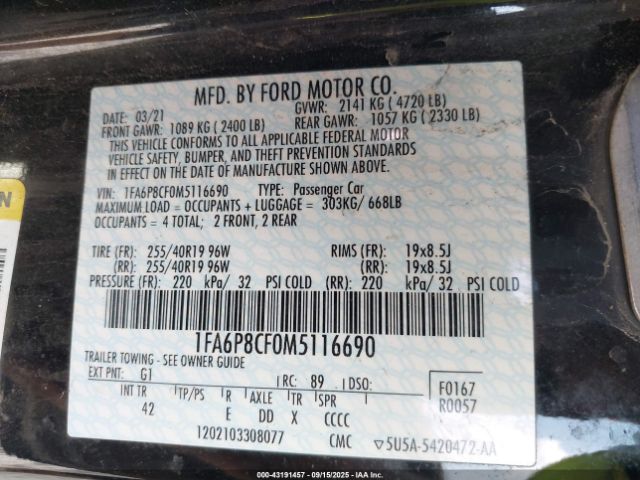 MFD. BY FORD MOTOR CO.
DATE: 03/21 GVWR: 2141 KG ( 4720 LB)
FRONT GAWR: 1089 KG ( 2400 LB) REAR GAWR: 1057 KG ( 2330 LB)
THIS VEHICLE CONFORMS TO ALL APPLICABLE FEDERAL MOTOR
VEHICLE SAFETY, BUMPER, AND THEFT PREVENTION STANDARDS
IN EFFECT ON THE DATE OF MANUFACTURE SHOWN ABOVE.
VIN: 1FA6P8CF0M5116690 TYPE: Passenger Car
MAXIMUM LOAD = OCCUPANTS + LUGGAGE = 303KG/ 668LB
OCCUPANTS = 4 TOTAL; 2 FRONT, 2 REAR
TIRE (FR): 255/40R19 96W RIMS (FR): 19x8.5J
(RR): 255/40R19 96W (RR): 19x8.5J
PRESSURE (FR): 220 kPa/ 32 PSI COLD (RR): 220 kPa/ 32 PSI COLD
1FA6P8CF0M5116690
TRAILER TOWING - SEE OWNER GUIDE
EXT PNT: G1 RC: 89 DSO: F0167
INT TR TP/PS R AXLE TR SPR R0057
42 E DD X CCCC
1202103308077 CMC 5U5A-5420472-AA
00-43191457 - 09/15/2025 - IAAI.COM